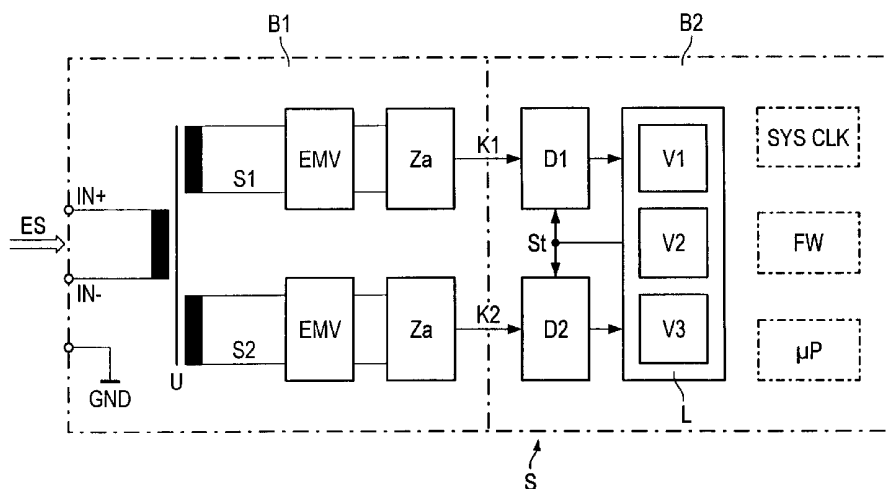 B1
B2
EMV
Za
K1
D1
V1
SYS CLK
S1
IN+
ES
St
V2
FW
IN-
EMV
Za
K2
D2
V3
µP
S2
U
GND
L
S